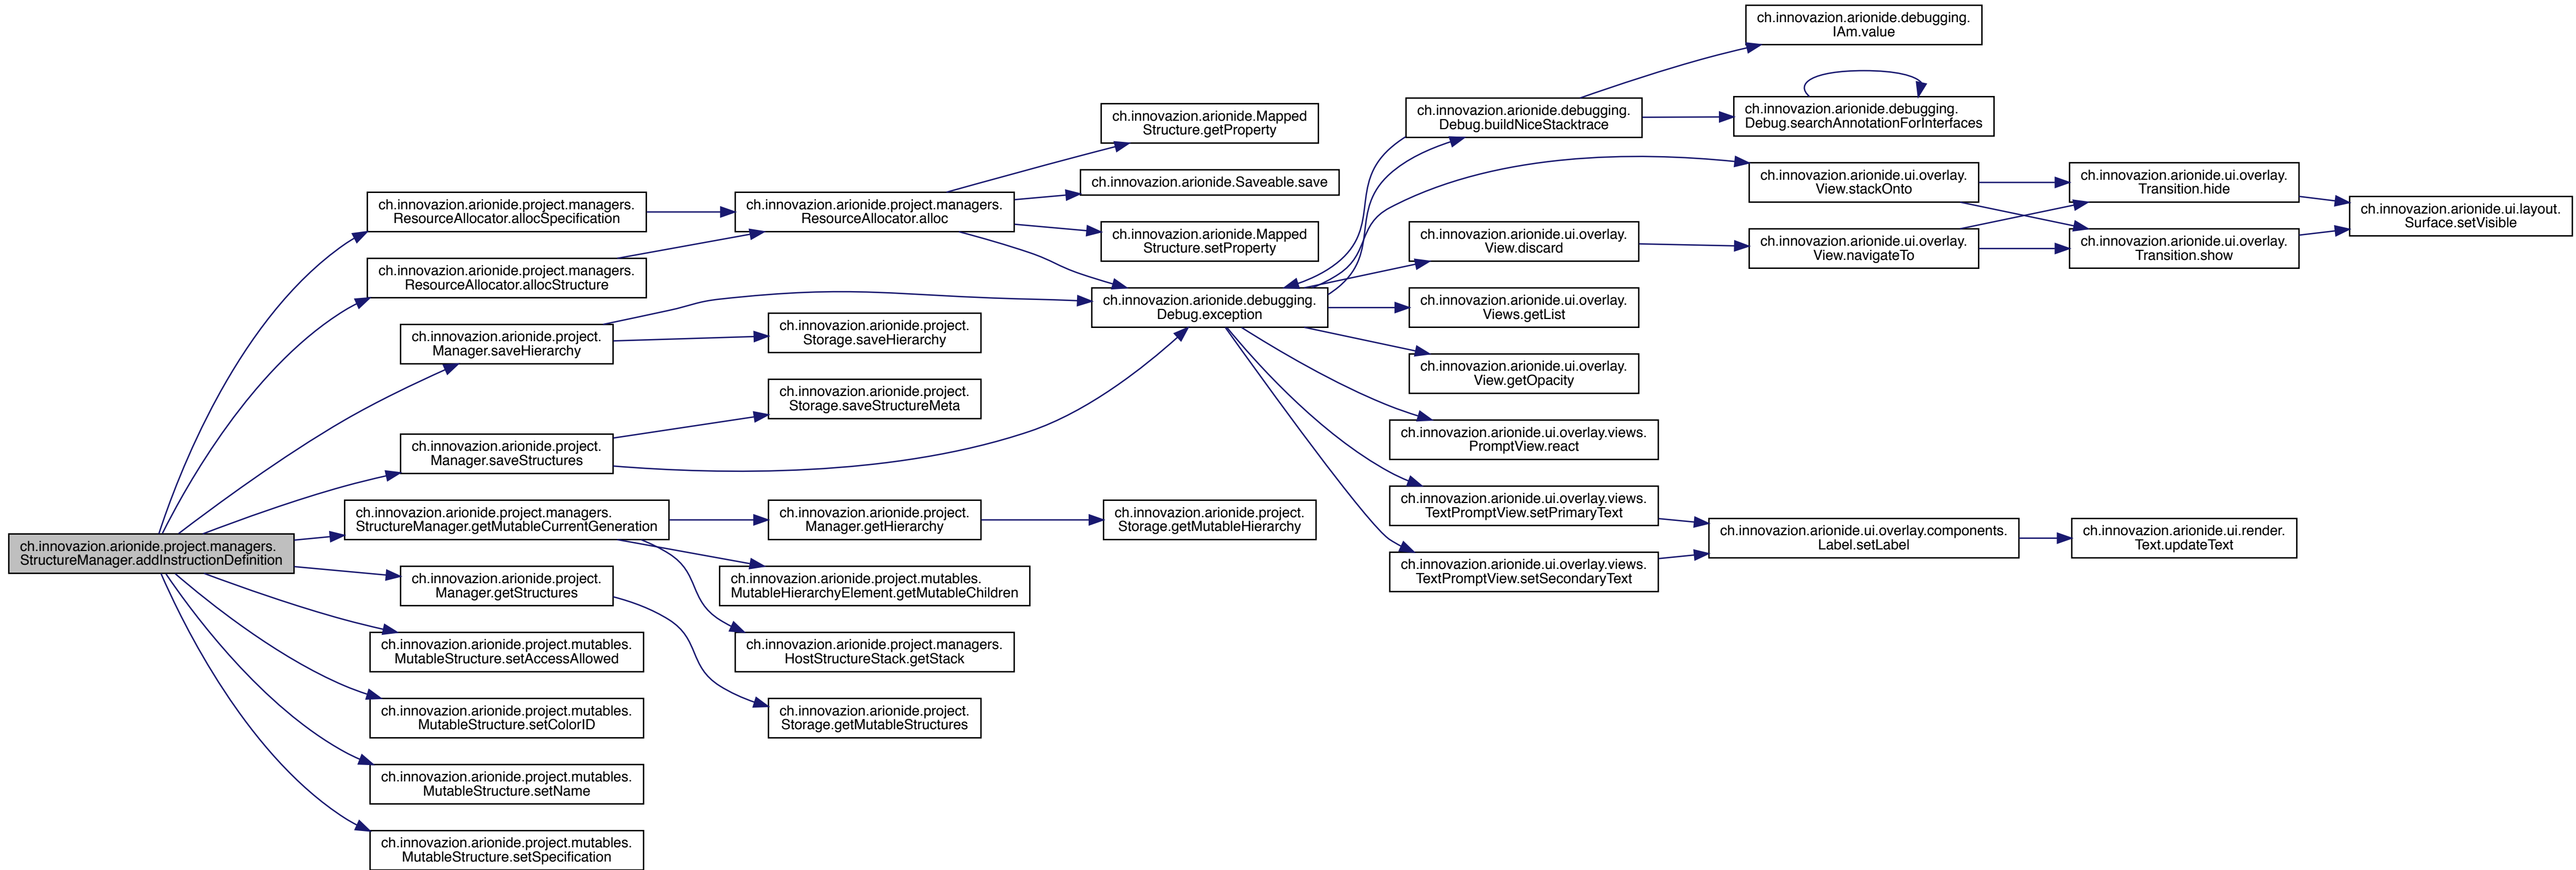 ch.innovazion.arionide.project.managers.
StructureManager.addInstructionDefinition
ch.innovazion.arionide.project.managers.
ResourceAllocator.allocSpecification
ch.innovazion.arionide.project.managers.
ResourceAllocator.allocStructure
ch.innovazion.arionide.project.
Manager.saveHierarchy
ch.innovazion.arionide.project.
Manager.saveStructures
ch.innovazion.arionide.project.managers.
StructureManager.getMutableCurrentGeneration
ch.innovazion.arionide.project.
Manager.getStructures
ch.innovazion.arionide.project.mutables.
MutableStructure.setAccessAllowed
ch.innovazion.arionide.project.mutables.
MutableStructure.setColorID
ch.innovazion.arionide.project.mutables.
MutableStructure.setName
ch.innovazion.arionide.project.mutables.
MutableStructure.setSpecification
ch.innovazion.arionide.project.managers.
ResourceAllocator.alloc
ch.innovazion.arionide.project.
Storage.saveHierarchy
ch.innovazion.arionide.project.
Storage.saveStructureMeta
ch.innovazion.arionide.project.
Manager.getHierarchy
ch.innovazion.arionide.project.mutables.
MutableHierarchyElement.getMutableChildren
ch.innovazion.arionide.project.managers.
HostStructureStack.getStack
ch.innovazion.arionide.project.
Storage.getMutableStructures
ch.innovazion.arionide.Mapped
Structure.getProperty
ch.innovazion.arionide.Saveable.save
ch.innovazion.arionide.Mapped
Structure.setProperty
ch.innovazion.arionide.debugging.
Debug.exception
ch.innovazion.arionide.project.
Storage.getMutableHierarchy
ch.innovazion.arionide.debugging.
Debug.buildNiceStacktrace
ch.innovazion.arionide.ui.overlay.
View.discard
ch.innovazion.arionide.ui.overlay.
Views.getList
ch.innovazion.arionide.ui.overlay.
View.getOpacity
ch.innovazion.arionide.ui.overlay.views.
PromptView.react
ch.innovazion.arionide.ui.overlay.views.
TextPromptView.setPrimaryText
ch.innovazion.arionide.ui.overlay.views.
TextPromptView.setSecondaryText
ch.innovazion.arionide.debugging.
IAm.value
ch.innovazion.arionide.debugging.
Debug.searchAnnotationForInterfaces
ch.innovazion.arionide.ui.overlay.
View.stackOnto
ch.innovazion.arionide.ui.overlay.
View.navigateTo
ch.innovazion.arionide.ui.overlay.components.
Label.setLabel
ch.innovazion.arionide.ui.overlay.
Transition.hide
ch.innovazion.arionide.ui.overlay.
Transition.show
ch.innovazion.arionide.ui.render.
Text.updateText
ch.innovazion.arionide.ui.layout.
Surface.setVisible